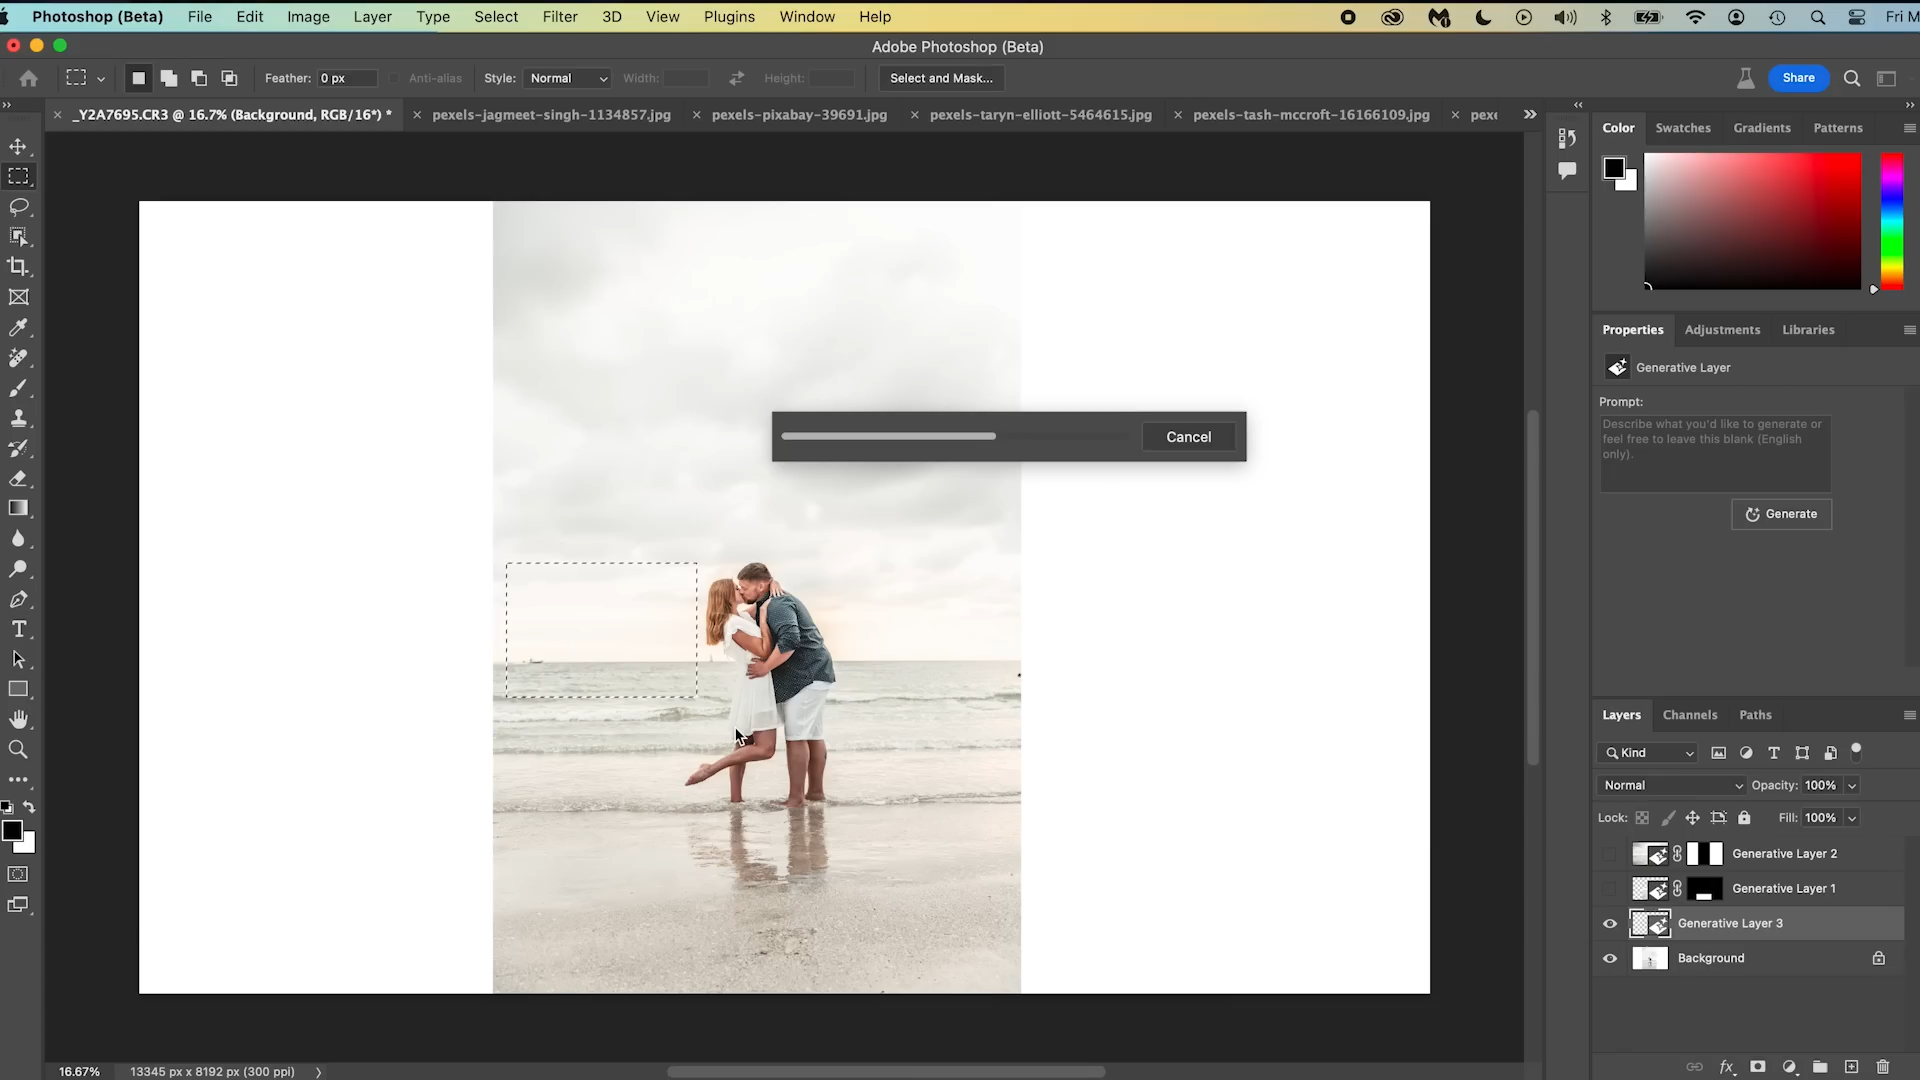 Photoshop (Beta) File Edit Image Layer Type Select Filter 3D View Plugins Window Help Fri M
Adobe Photoshop (Beta)
Feather: 0 px Anti-alias Style: Normal Width: Height: Select and Mask... Share
_Y2A7695.CR3 @ 16.7% (Background, RGB/16*) * pexels-jagmeet-singh-1134857.jpg pexels-pixabay-39691.jpg pexels-taryn-elliott-5464615.jpg pexels-tash-mccroft-16166109.jpg pexe
Color Swatches Gradients Patterns
Properties Adjustments Libraries
Generative Layer
Prompt:
Describe what you'd like to generate or
feel free to leave this blank (English
only).
Generate
Cancel
Layers Channels Paths
Kind
Normal Opacity: 100%
Lock: Fill: 100%
Generative Layer 2
Generative Layer 1
Generative Layer 3
Background
16.67% 13345 px x 8192 px (300 ppi)